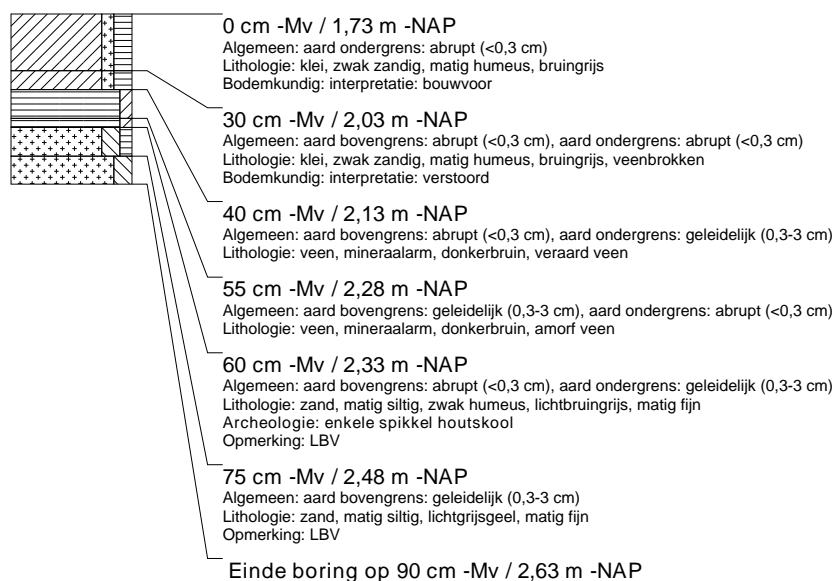 0 cm -Mv / 1,73 m -NAP
Algemeen: aard ondergrens: abrupt (<0,3 cm)
Lithologie: klei, zwak zandig, matig humeus, bruingrijs
Bodemkundig: interpretatie: bouwvoor
30 cm -Mv / 2,03 m -NAP
Algemeen: aard bovengrens: abrupt (<0,3 cm), aard ondergrens: abrupt (<0,3 cm)
Lithologie: klei, zwak zandig, matig humeus, bruingrijs, veenbrokken
Bodemkundig: interpretatie: verstoord
40 cm -Mv / 2,13 m -NAP
Algemeen: aard bovengrens: abrupt (<0,3 cm), aard ondergrens: geleidelijk (0,3-3 cm)
Lithologie: veen, mineraalarm, donkerbruin, veraard veen
55 cm -Mv / 2,28 m -NAP
Algemeen: aard bovengrens: geleidelijk (0,3-3 cm), aard ondergrens: abrupt (<0,3 cm)
Lithologie: veen, mineraalarm, donkerbruin, amorf veen
60 cm -Mv / 2,33 m -NAP
Algemeen: aard bovengrens: abrupt (<0,3 cm), aard ondergrens: geleidelijk (0,3-3 cm)
Lithologie: zand, matig siltig, zwak humeus, lichtbruingrijs, matig fijn
Archeologie: enkele spikkel houtskool
Opmerking: LBV
75 cm -Mv / 2,48 m -NAP
Algemeen: aard bovengrens: geleidelijk (0,3-3 cm)
Lithologie: zand, matig siltig, lichtgrijsgeel, matig fijn
Opmerking: LBV
Einde boring op 90 cm -Mv / 2,63 m -NAP